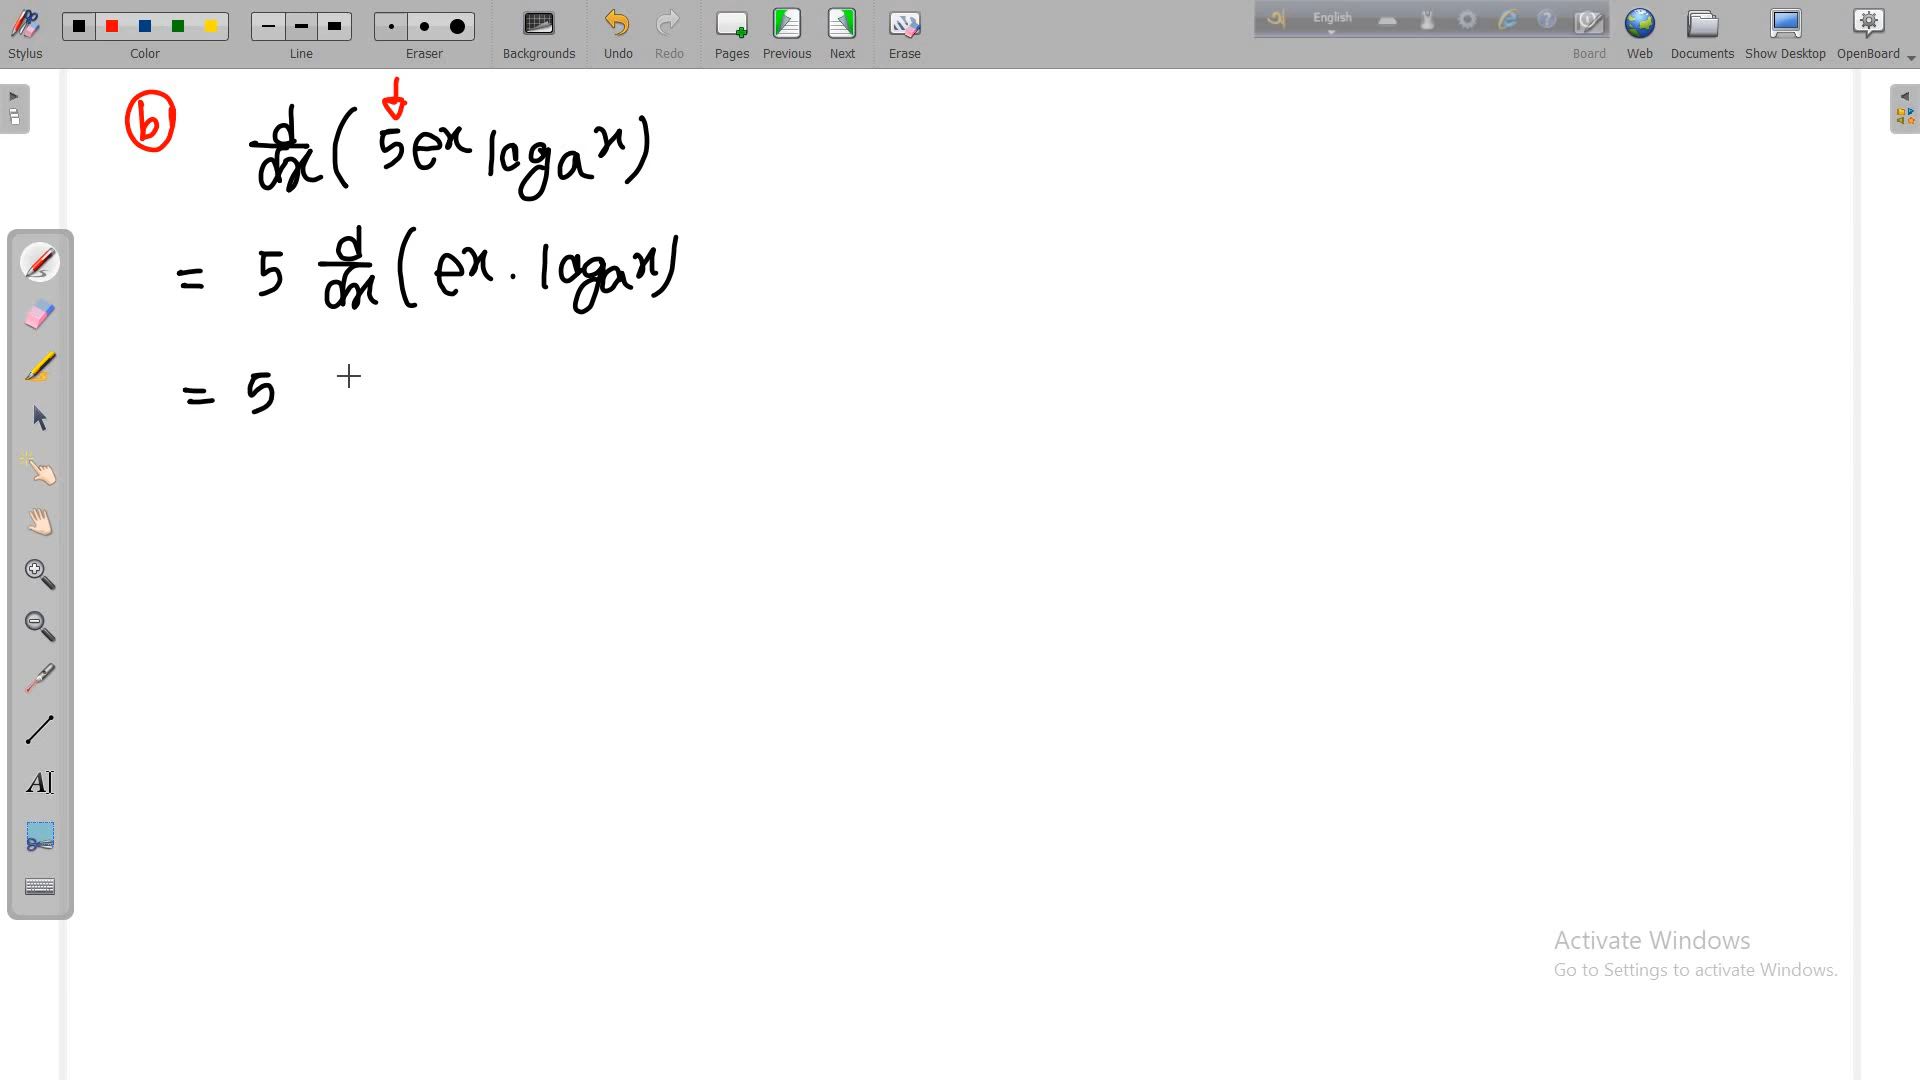 Stylus Color Line Eraser Backgrounds Undo Redo Pages Previous Next Erase English Board Web Documents Show Desktop OpenBoard
b
d/dx ( 5eˣ logₐˣ )
= 5 d/dx ( eˣ . logₐˣ )
= 5
AI
Activate Windows
Go to Settings to activate Windows.